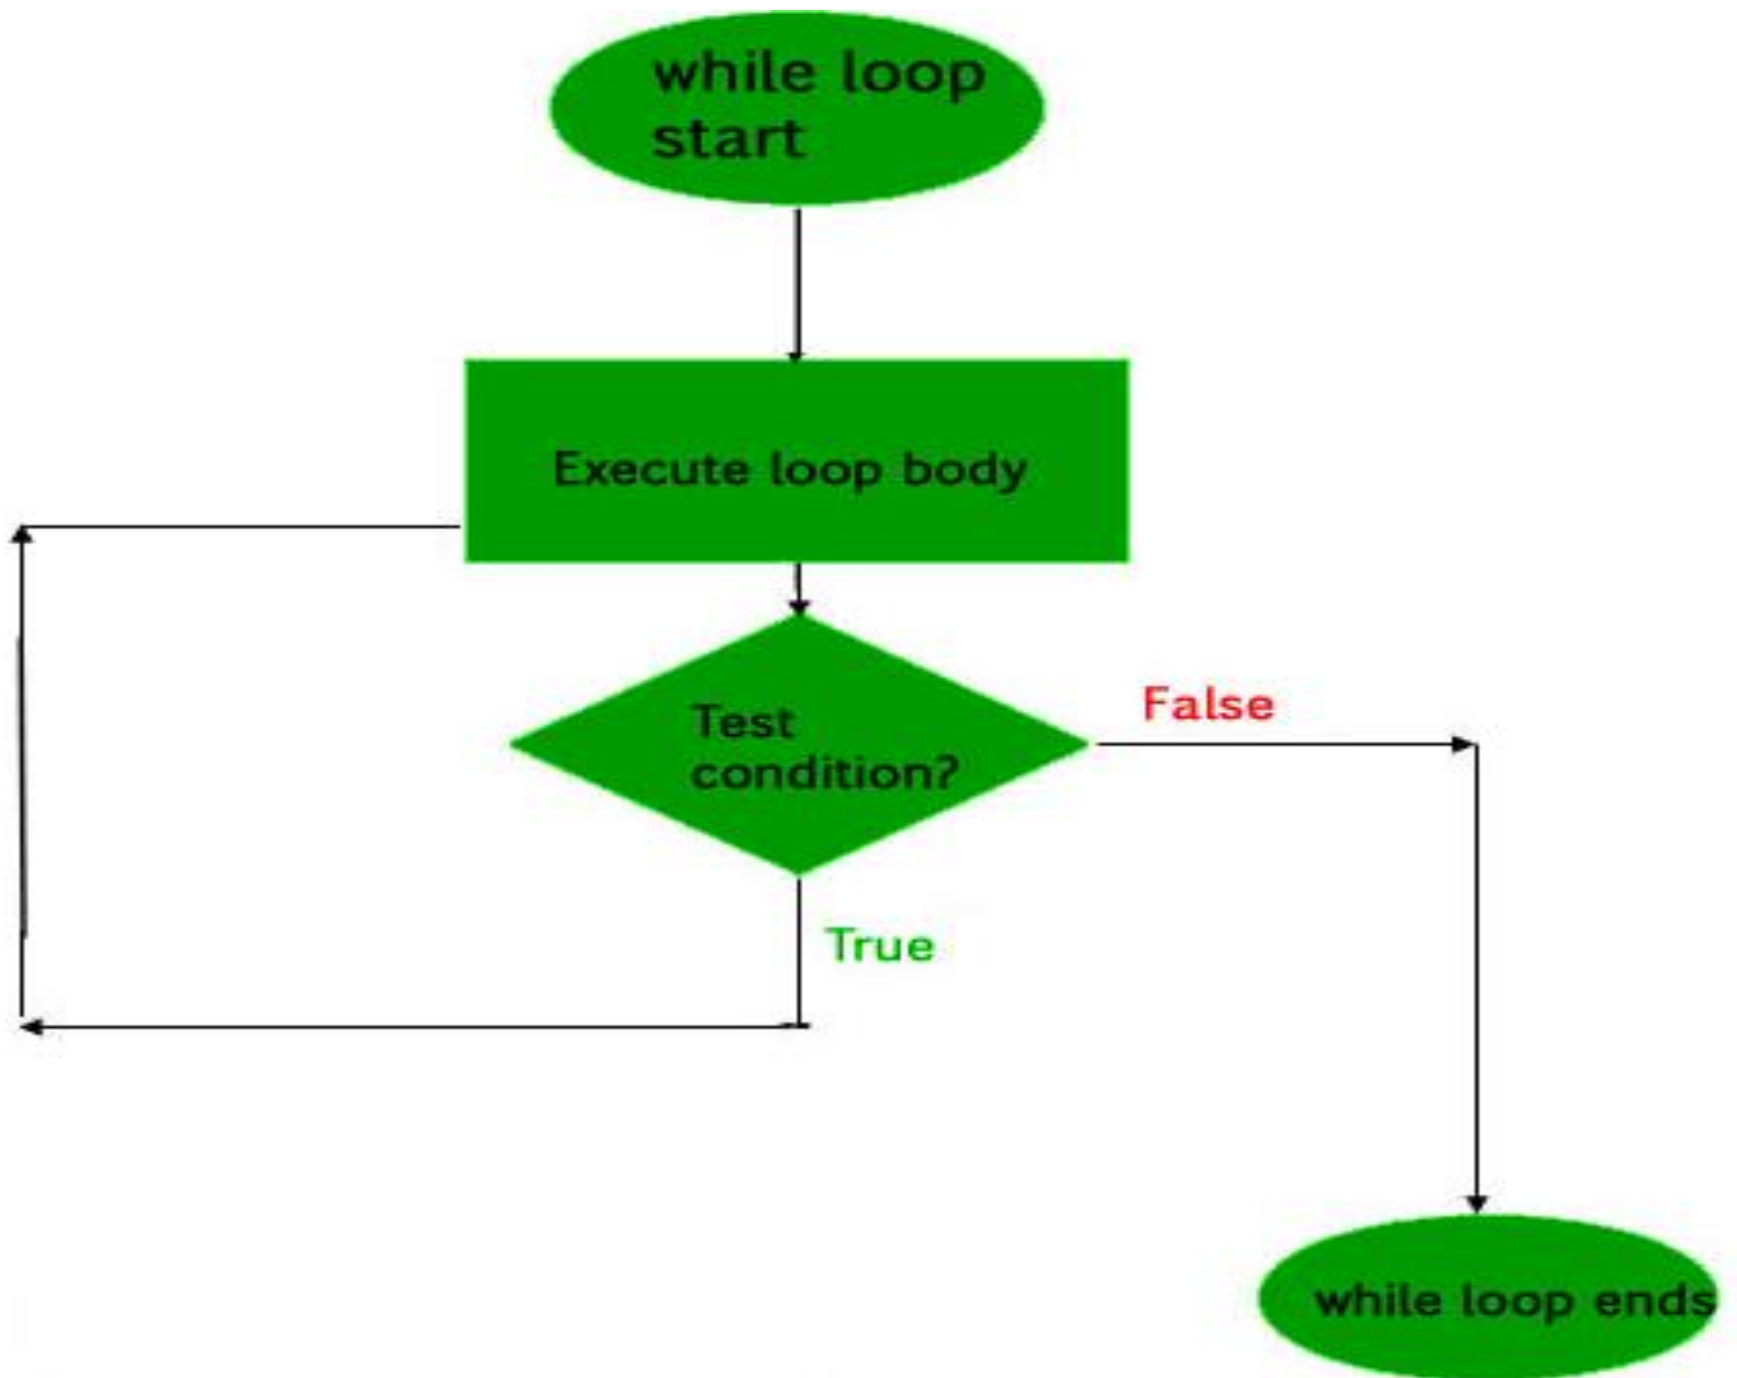 while loop
start
Execute loop body
Test
condition?
False
True
while loop ends